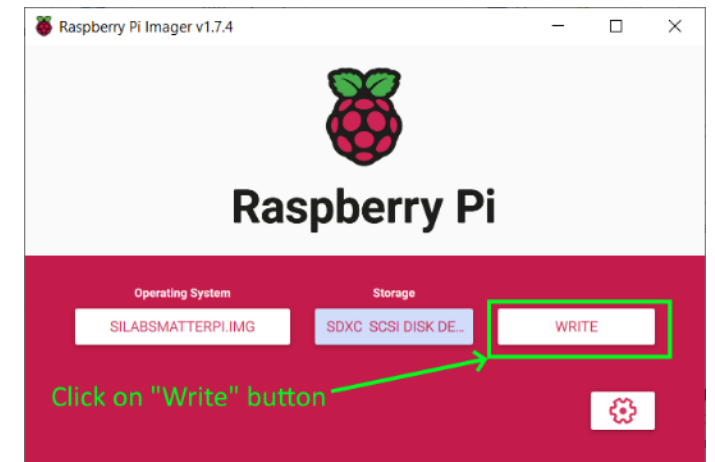 Raspberry Pi Imager v1.7.4
Raspberry Pi
Operating System
Storage
SILABSMATTERPI.IMG
SDXC SCSI DISK DE...
WRITE
Click on "Write" button